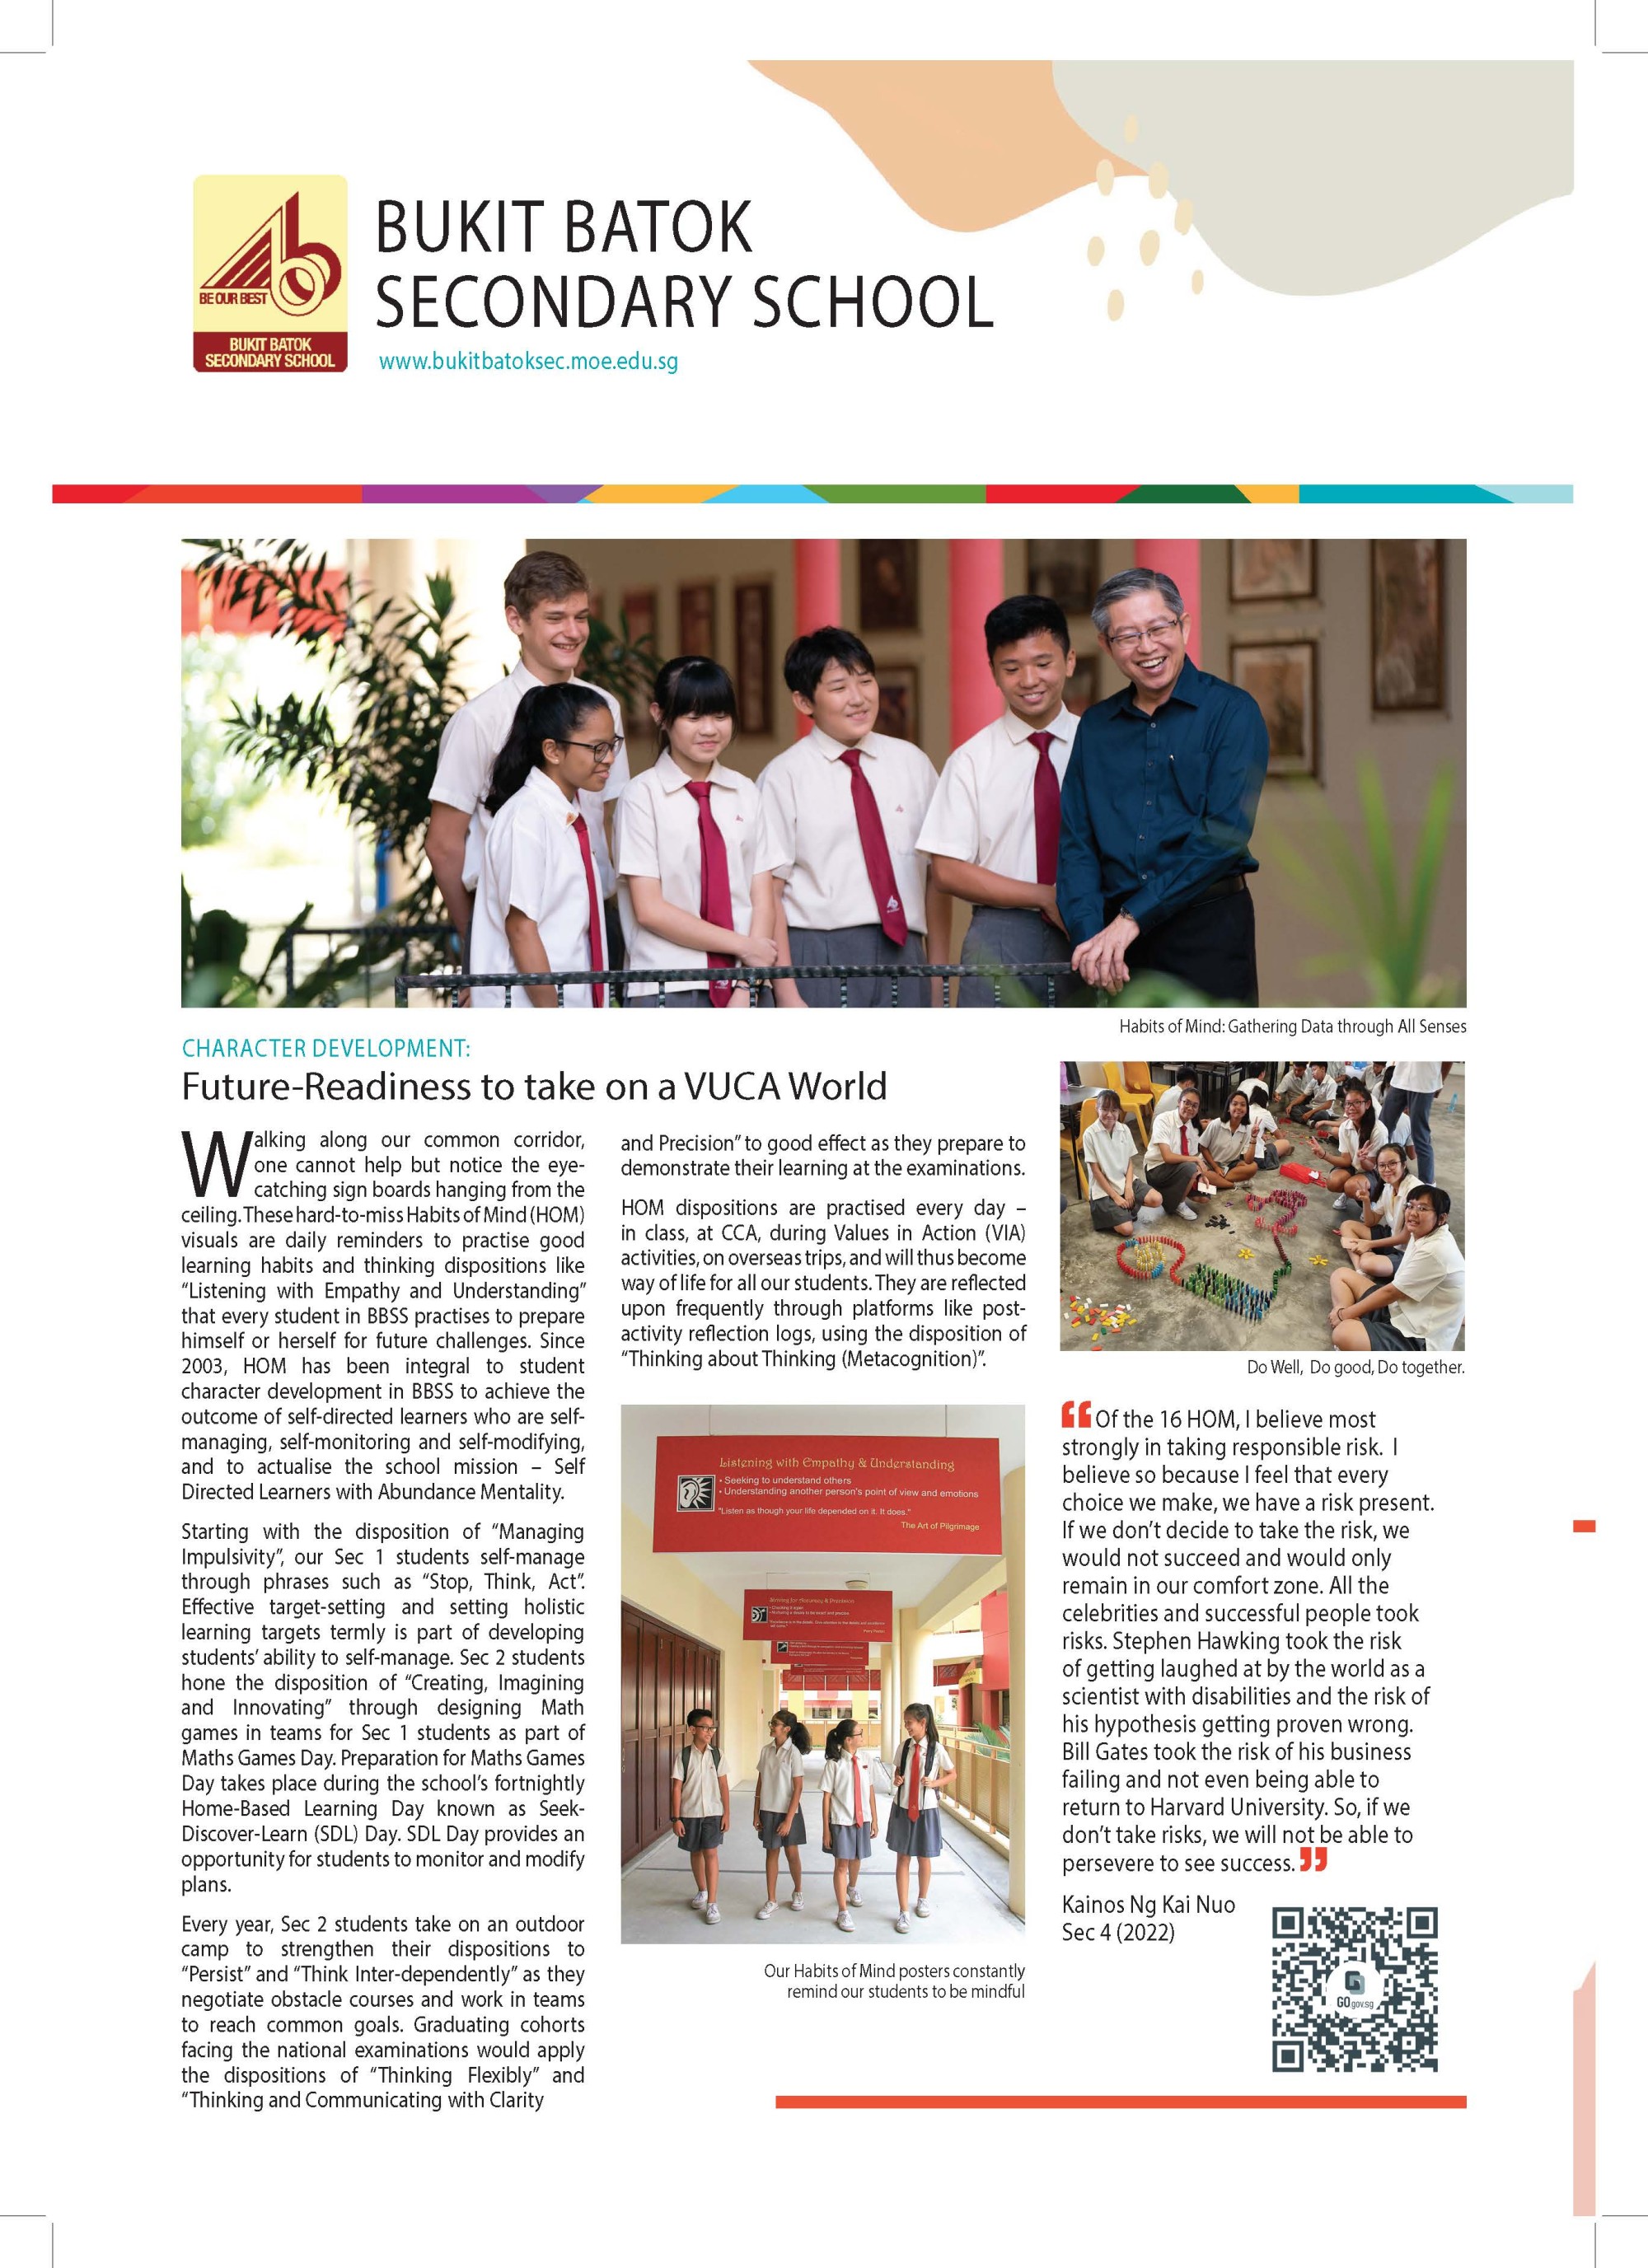 BE OUR BEST
BUKIT BATOK
SECONDARY SCHOOL
BUKIT BATOK
SECONDARY SCHOOL
www.bukitbatoksec.moe.edu.sg
Habits of Mind: Gathering Data through All Senses
CHARACTER DEVELOPMENT:
Future-Readiness to take on a VUCA World
Walking along our common corridor,
one cannot help but notice the eye-
catching sign boards hanging from the
ceiling. These hard-to-miss Habits of Mind (HOM)
visuals are daily reminders to practise good
learning habits and thinking dispositions like
“Listening with Empathy and Understanding”
that every student in BBSS practises to prepare
himself or herself for future challenges. Since
2003, HOM has been integral to student
character development in BBSS to achieve the
outcome of self-directed learners who are self-
managing, self-monitoring and self-modifying,
and to actualise the school mission – Self
Directed Learners with Abundance Mentality.
Starting with the disposition of “Managing
Impulsivity”, our Sec 1 students self-manage
through phrases such as “Stop, Think, Act”.
Effective target-setting and setting holistic
learning targets termly is part of developing
students’ ability to self-manage. Sec 2 students
hone the disposition of “Creating, Imagining
and Innovating” through designing Math
games in teams for Sec 1 students as part of
Maths Games Day. Preparation for Maths Games
Day takes place during the school’s fortnightly
Home-Based Learning Day known as Seek-
Discover-Learn (SDL) Day. SDL Day provides an
opportunity for students to monitor and modify
plans.
Every year, Sec 2 students take on an outdoor
camp to strengthen their dispositions to
“Persist” and “Think Inter-dependently” as they
negotiate obstacle courses and work in teams
to reach common goals. Graduating cohorts
facing the national examinations would apply
the dispositions of “Thinking Flexibly” and
“Thinking and Communicating with Clarity
and Precision” to good effect as they prepare to
demonstrate their learning at the examinations.
HOM dispositions are practised every day –
in class, at CCA, during Values in Action (VIA)
activities, on overseas trips, and will thus become
way of life for all our students. They are reflected
upon frequently through platforms like post-
activity reflection logs, using the disposition of
“Thinking about Thinking (Metacognition)”.
Listening with Empathy & Understanding
• Seeking to understand others
• Understanding another person's point of view and emotions
"Listen as though your life depended on it. It does."
The Art of Pilgrimage
Striving for Accuracy & Precision
Our Habits of Mind posters constantly
remind our students to be mindful
Do Well, Do good, Do together.
“Of the 16 HOM, I believe most
strongly in taking responsible risk. I
believe so because I feel that every
choice we make, we have a risk present.
If we don’t decide to take the risk, we
would not succeed and would only
remain in our comfort zone. All the
celebrities and successful people took
risks. Stephen Hawking took the risk
of getting laughed at by the world as a
scientist with disabilities and the risk of
his hypothesis getting proven wrong.
Bill Gates took the risk of his business
failing and not even being able to
return to Harvard University. So, if we
don’t take risks, we will not be able to
persevere to see success.”
Kainos Ng Kai Nuo
Sec 4 (2022)
GO.gov.sg